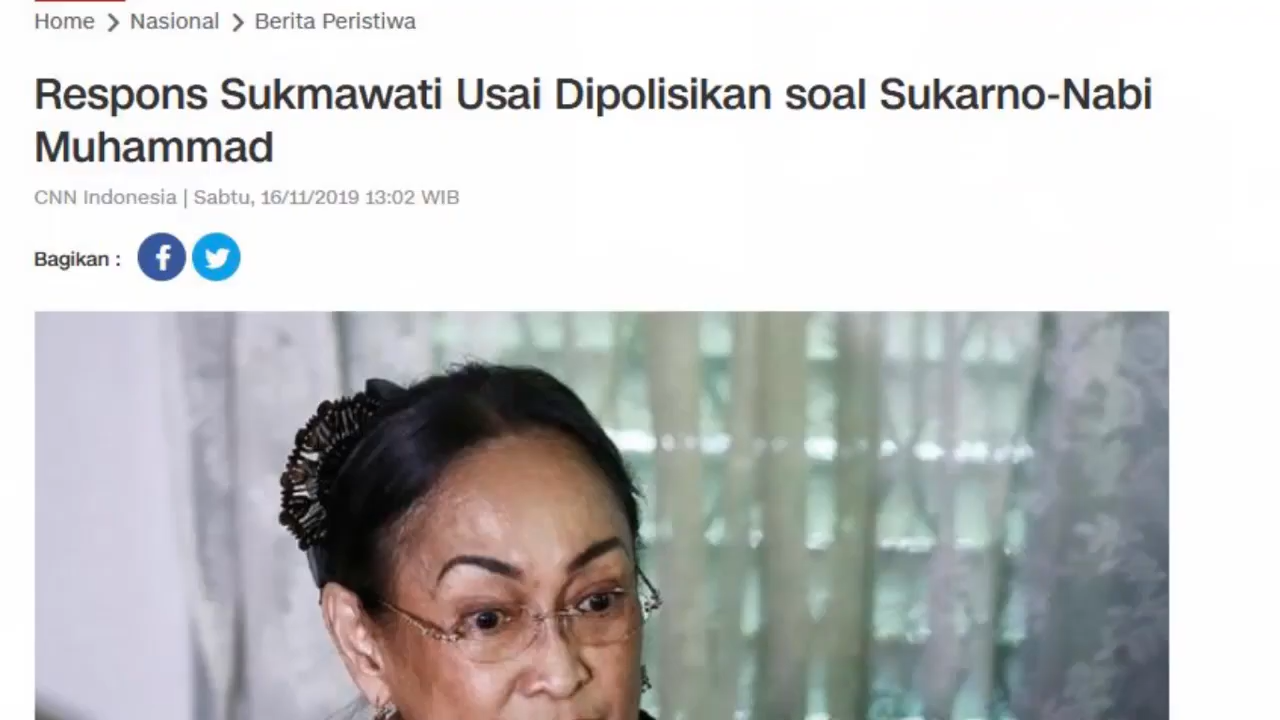 Home > Nasional > Berita Peristiwa
Respons Sukmawati Usai Dipolisikan soal Sukarno-Nabi
Muhammad
CNN Indonesia | Sabtu, 16/11/2019 13:02 WIB
Bagikan :